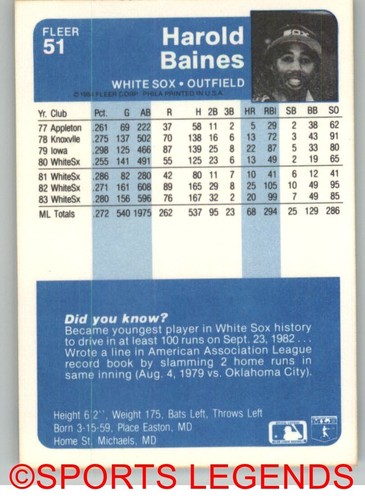 FLEER
51
Harold
Baines
WHITE SOX • OUTFIELD
©1984 FLEER CORP. PHILA PRINTED IN U.S.A.
SOX
Yr. Club Pct. G AB R H 2B 3B HR RBI SB BB SO
77 Appleton .261 69 222 37 58 11 2 5 29 2 38 62
78 Knoxvlle .275 137 502 70 138 16 6 13 72 3 43 91
79 Iowa .298 125 466 87 139 25 8 22 87 5 33 80
80 WhiteSx .255 141 491 55 125 23 6 13 49 2 19 65
81 WhiteSx .286 82 280 42 80 11 7 10 41 6 12 41
82 WhiteSx .271 161 608 89 165 29 8 25 105 10 49 95
83 WhiteSx .280 156 596 76 167 32 2 20 99 7 49 85
ML Totals .272 540 1975 262 537 95 23 68 294 25 129 286
Did you know?
Became youngest player in White Sox history
to drive in at least 100 runs on Sept. 23, 1982 . . .
Wrote a line in American Association League
record book by slamming 2 home runs in
same inning (Aug. 4, 1979 vs. Oklahoma City).
Height 6'2", Weight 175, Bats Left, Throws Left
Born 3-15-59, Place Easton, MD
Home St. Michaels, MD
©SPORTS LEGENDS